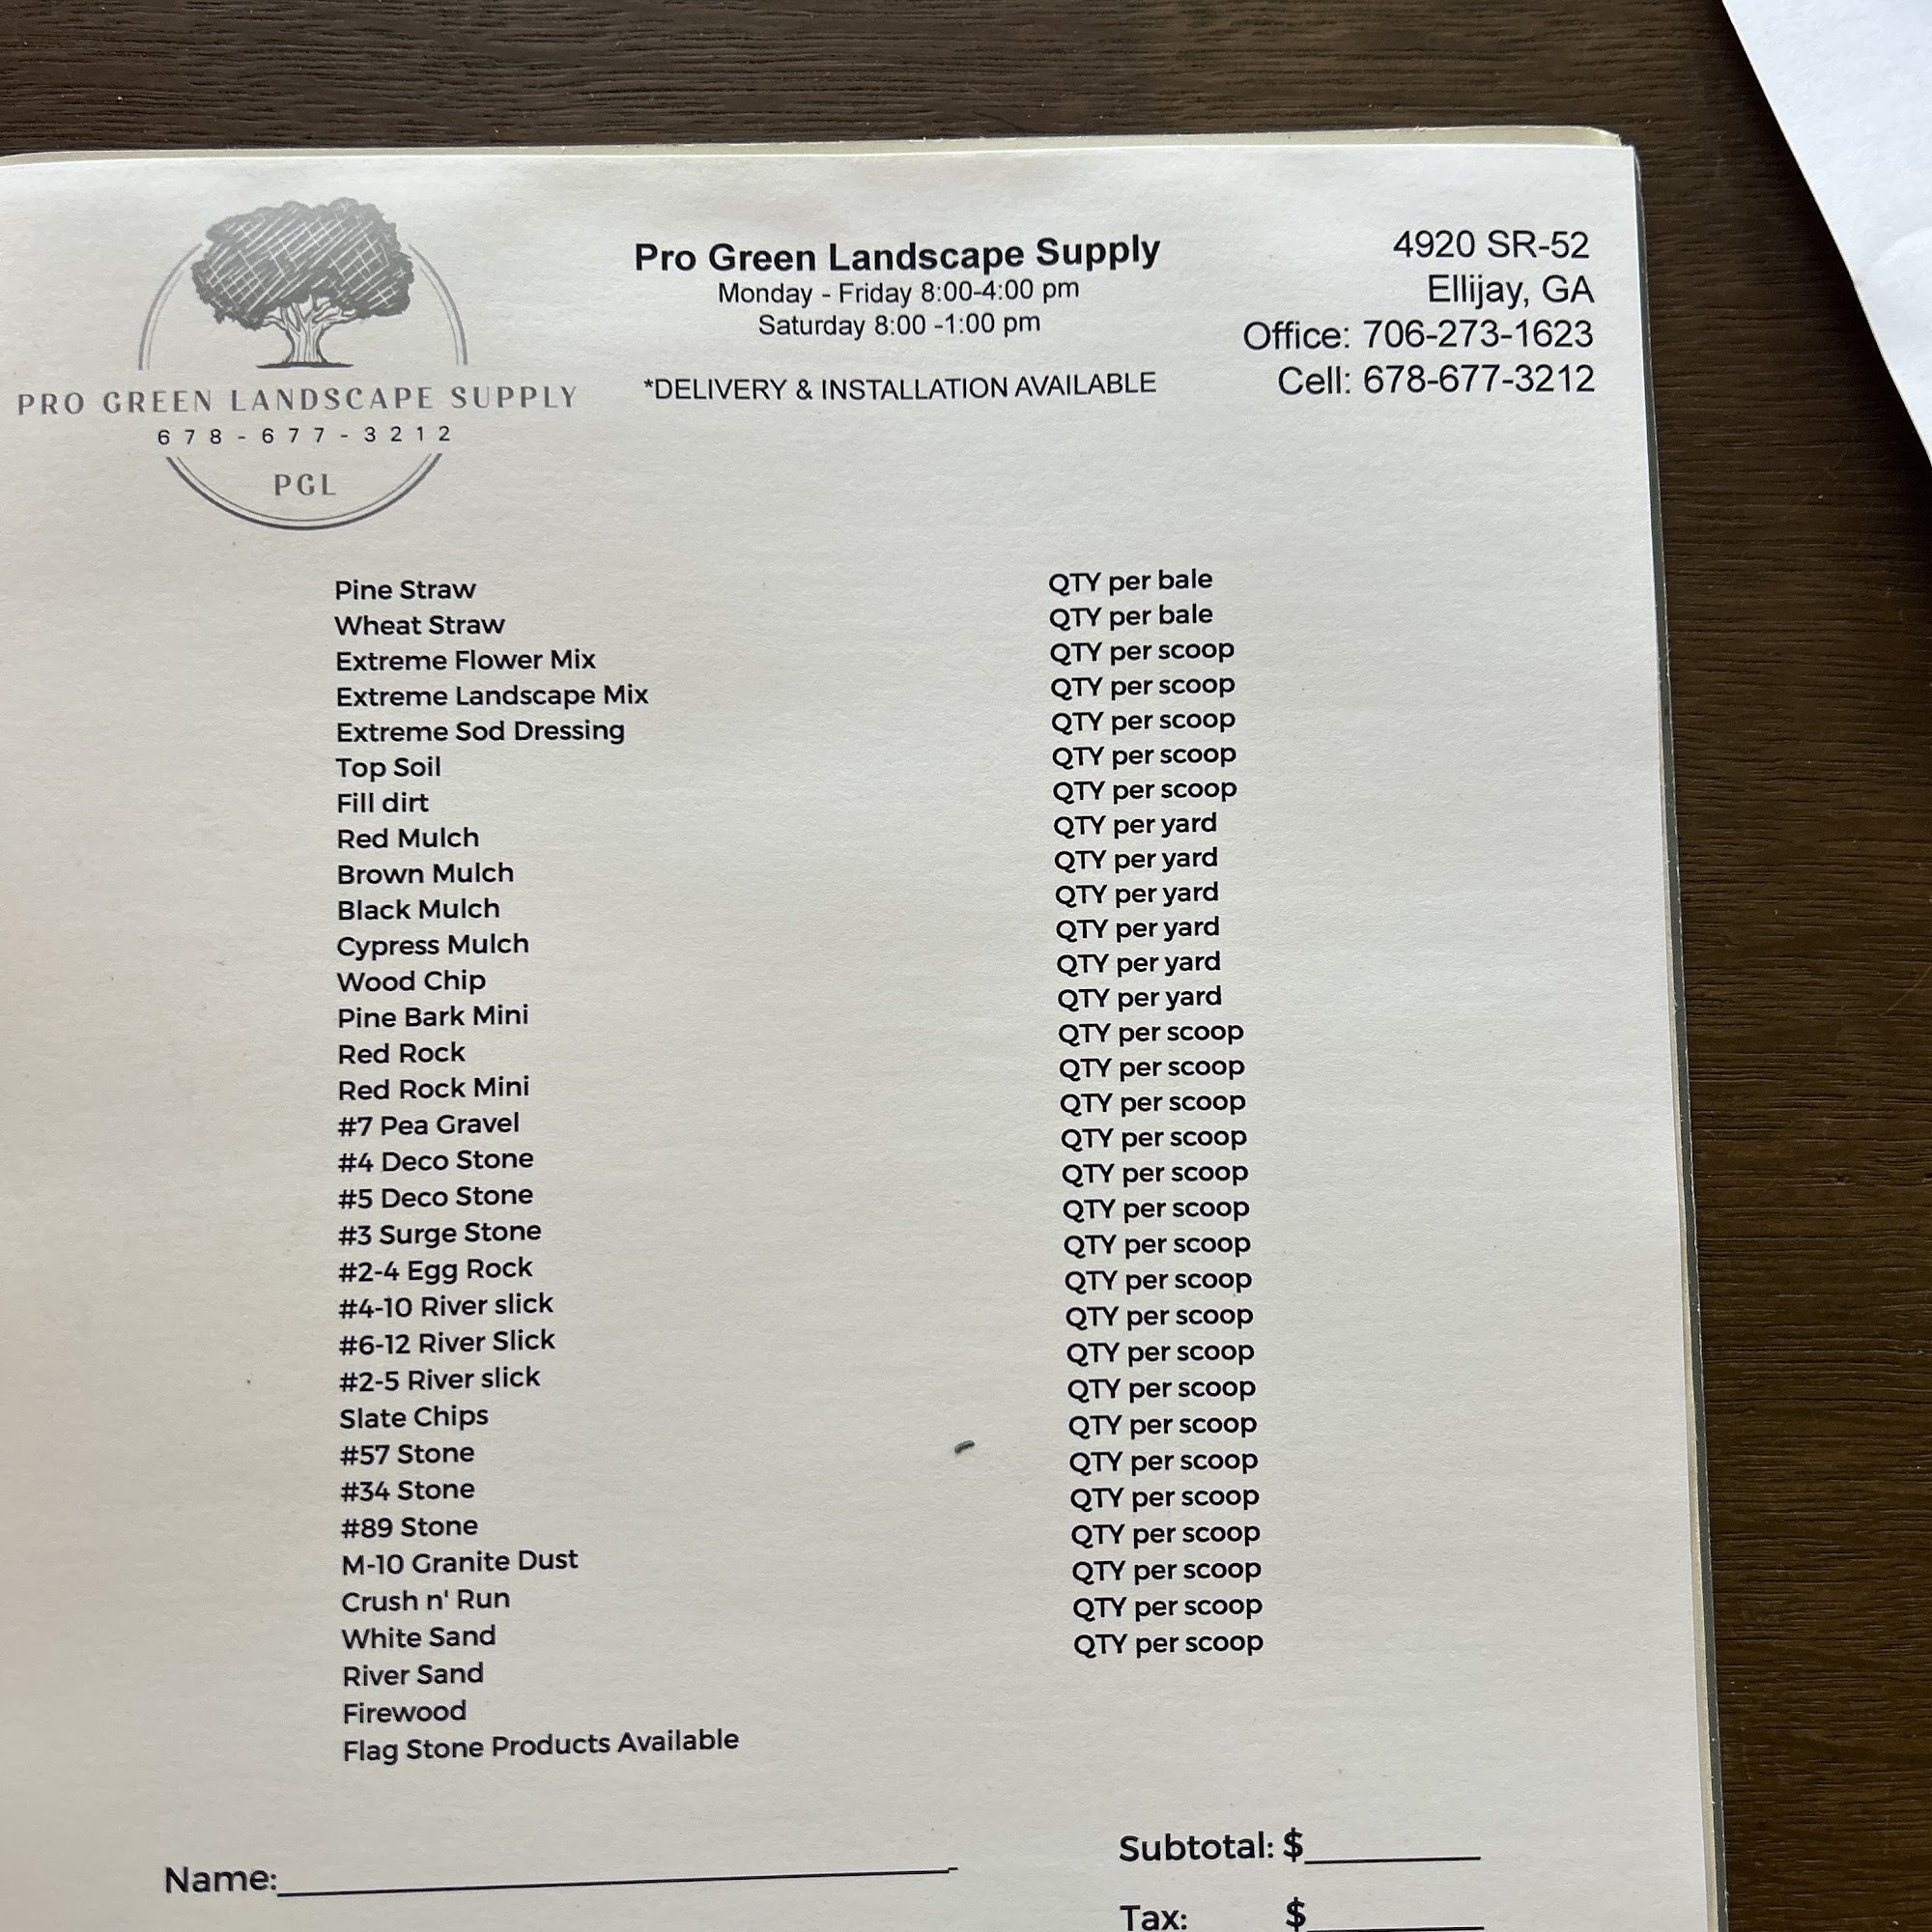 Pro Green Landscape Supply
Monday - Friday 8:00-4:00 pm
Saturday 8:00 -1:00 pm
*DELIVERY & INSTALLATION AVAILABLE
4920 SR-52
Ellijay, GA
Office: 706-273-1623
Cell: 678-677-3212
PRO GREEN LANDSCAPE SUPPLY
678-677-3212
PGL
Pine Straw QTY per bale
Wheat Straw QTY per bale
Extreme Flower Mix QTY per scoop
Extreme Landscape Mix QTY per scoop
Extreme Sod Dressing QTY per scoop
Top Soil QTY per scoop
Fill dirt QTY per scoop
Red Mulch QTY per yard
Brown Mulch QTY per yard
Black Mulch QTY per yard
Cypress Mulch QTY per yard
Wood Chip QTY per yard
Pine Bark Mini QTY per yard
Red Rock QTY per scoop
Red Rock Mini QTY per scoop
#7 Pea Gravel QTY per scoop
#4 Deco Stone QTY per scoop
#5 Deco Stone QTY per scoop
#3 Surge Stone QTY per scoop
#2-4 Egg Rock QTY per scoop
#4-10 River slick QTY per scoop
#6-12 River Slick QTY per scoop
#2-5 River slick QTY per scoop
Slate Chips QTY per scoop
#57 Stone QTY per scoop
#34 Stone QTY per scoop
#89 Stone QTY per scoop
M-10 Granite Dust QTY per scoop
Crush n' Run QTY per scoop
White Sand QTY per scoop
River Sand QTY per scoop
Firewood
Flag Stone Products Available
Name:
Subtotal: $
Tax: $